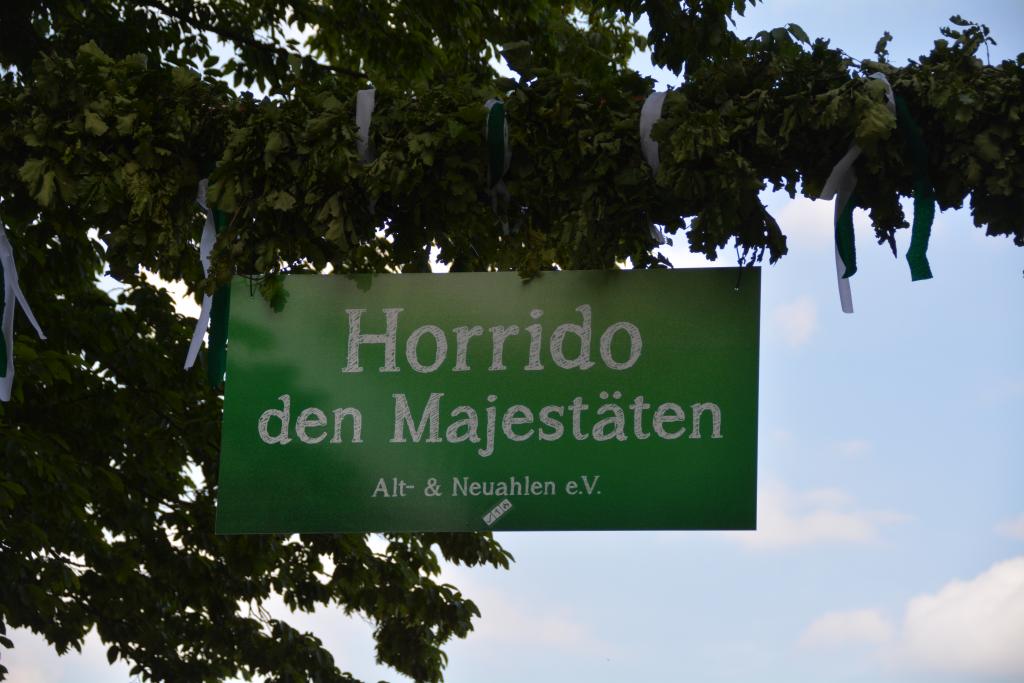 Horrido
den Majestäten
Alt- & Neuahlen e.V.